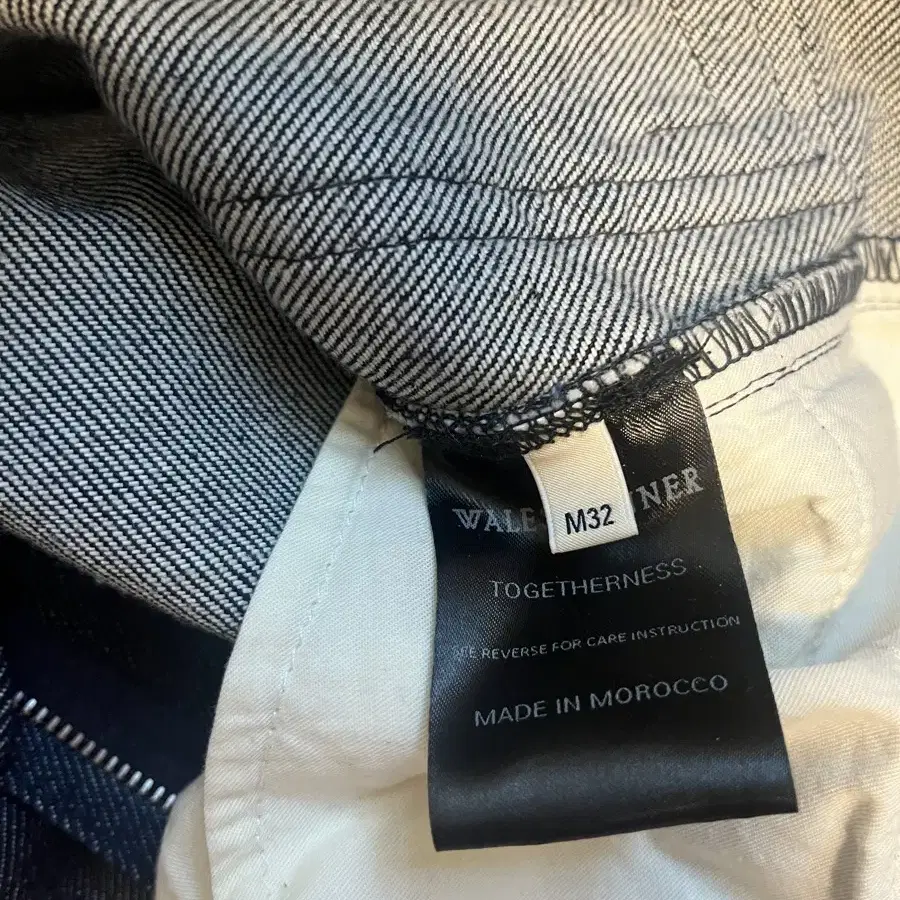 M32
TOGETHERNESS
REVERSE FOR CARE INSTRUCTION
MADE IN MOROCCO